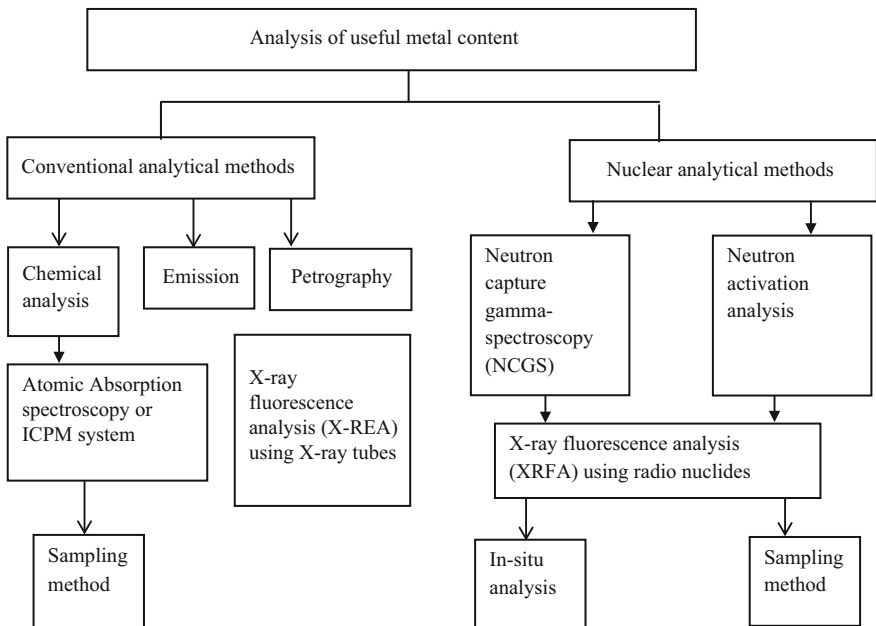 Analysis of useful metal content
Conventional analytical methods
Nuclear analytical methods
Chemical
analysis
Emission
Petrography
Neutron
capture
gamma-
spectroscopy
(NCGS)
Neutron
activation
analysis
Atomic Absorption
spectroscopy or
ICPM system
X-ray
fluorescence
analysis (X-REA)
using X-ray tubes
X-ray fluorescence analysis
(XRFA) using radio nuclides
Sampling
method
In-situ
analysis
Sampling
method